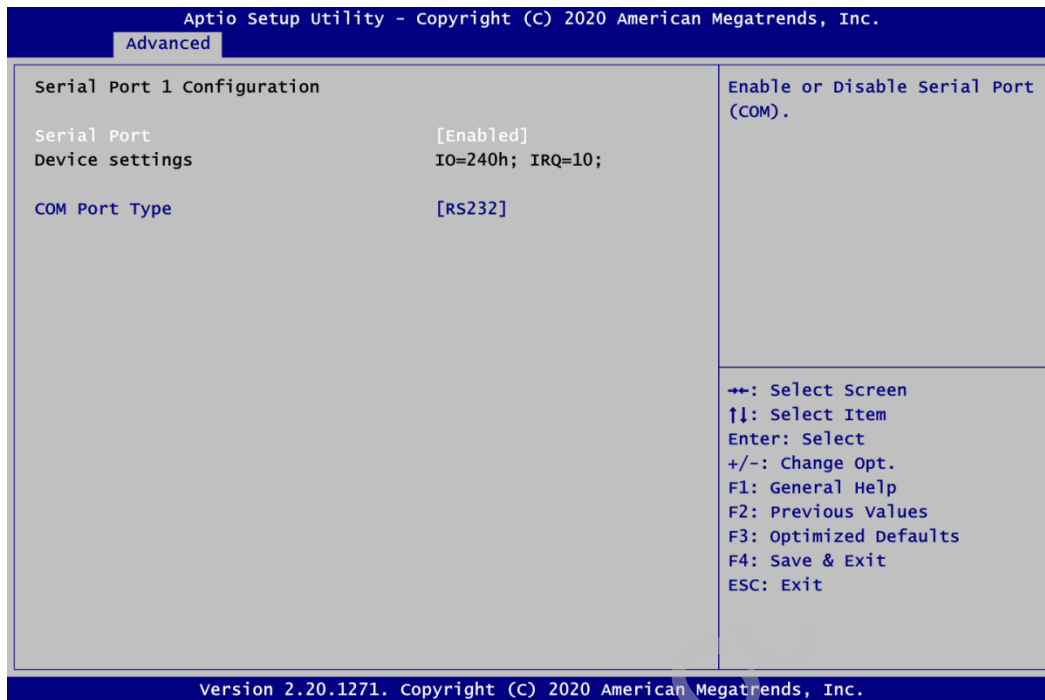 Aptio Setup Utility - Copyright (C) 2020 American Megatrends, Inc.
Advanced
Serial Port 1 Configuration
Serial Port [Enabled]
Device settings IO=240h; IRQ=10;
COM Port Type [RS232]
Enable or Disable Serial Port
(COM).
→←: Select Screen
↑↓: Select Item
Enter: Select
+/-: Change Opt.
F1: General Help
F2: Previous Values
F3: Optimized Defaults
F4: Save & Exit
ESC: Exit
Version 2.20.1271. Copyright (C) 2020 American Megatrends, Inc.